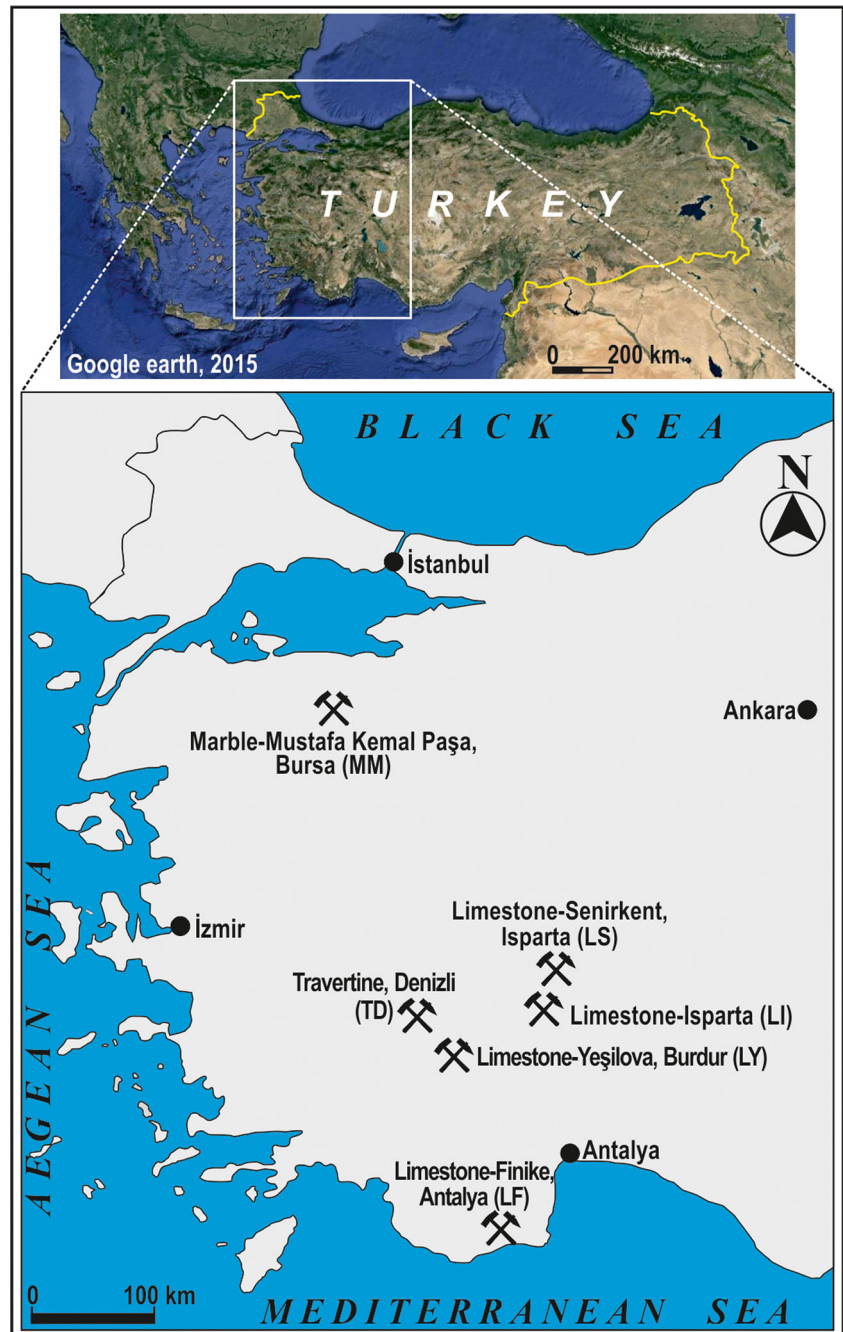 T U R K E Y
Google earth, 2015
0 200 km
BLACK SEA
N
İstanbul
Ankara
Marble-Mustafa Kemal Paşa,
Bursa (MM)
AEGEAN SEA
İzmir
Limestone-Senirkent,
Isparta (LS)
Travertine, Denizli
(TD)
Limestone-Isparta (LI)
Limestone-Yeşilova, Burdur (LY)
Antalya
Limestone-Finike,
Antalya (LF)
0 100 km
MEDITERRANEAN SEA